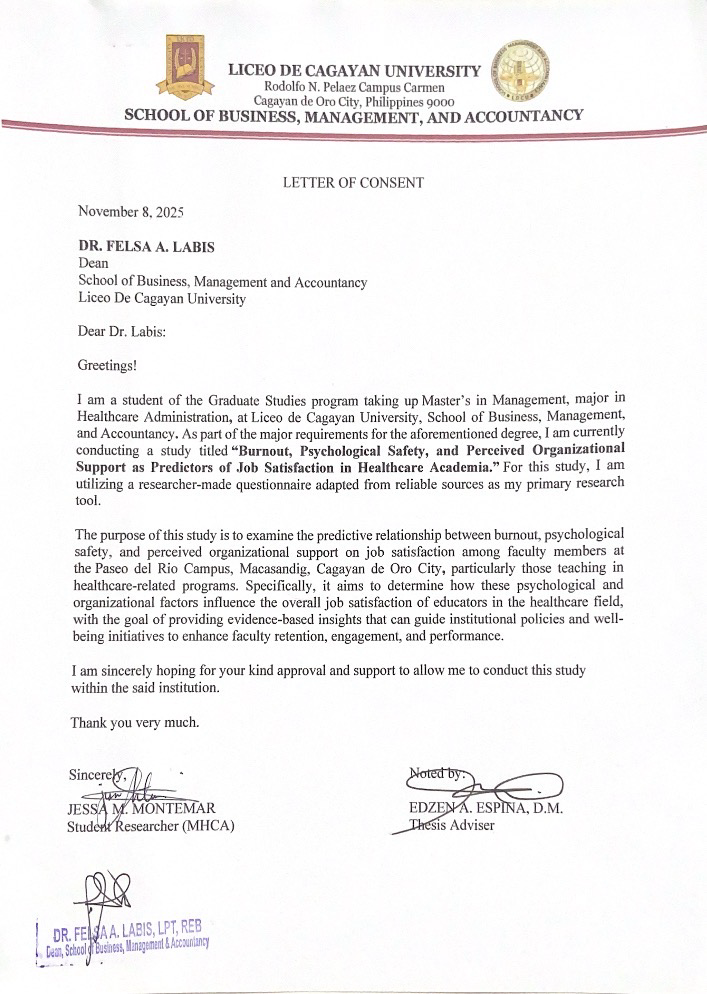 LICEO DE CAGAYAN UNIVERSITY
Rodolfo N. Pelaez Campus Carmen
Cagayan de Oro City, Philippines 9000
SCHOOL OF BUSINESS, MANAGEMENT, AND ACCOUNTANCY
LETTER OF CONSENT
November 8, 2025
DR. FELSA A. LABIS
Dean
School of Business, Management and Accountancy
Liceo De Cagayan University
Dear Dr. Labis:
Greetings!
I am a student of the Graduate Studies program taking up Master’s in Management, major in
Healthcare Administration, at Liceo de Cagayan University, School of Business, Management,
and Accountancy. As part of the major requirements for the aforementioned degree, I am currently
conducting a study titled “Burnout, Psychological Safety, and Perceived Organizational
Support as Predictors of Job Satisfaction in Healthcare Academia.” For this study, I am
utilizing a researcher-made questionnaire adapted from reliable sources as my primary research
tool.
The purpose of this study is to examine the predictive relationship between burnout, psychological
safety, and perceived organizational support on job satisfaction among faculty members at
the Paseo del Rio Campus, Macasandig, Cagayan de Oro City, particularly those teaching in
healthcare-related programs. Specifically, it aims to determine how these psychological and
organizational factors influence the overall job satisfaction of educators in the healthcare field,
with the goal of providing evidence-based insights that can guide institutional policies and well-
being initiatives to enhance faculty retention, engagement, and performance.
I am sincerely hoping for your kind approval and support to allow me to conduct this study
within the said institution.
Thank you very much.
Sincerely,
JESSA M. MONTEMAR
Student Researcher (MHCA)
Noted by:
EDZEN A. ESPINA, D.M.
Thesis Adviser
DR. FELSA A. LABIS, LPT, REB
Dean, School of Business, Management & Accountancy